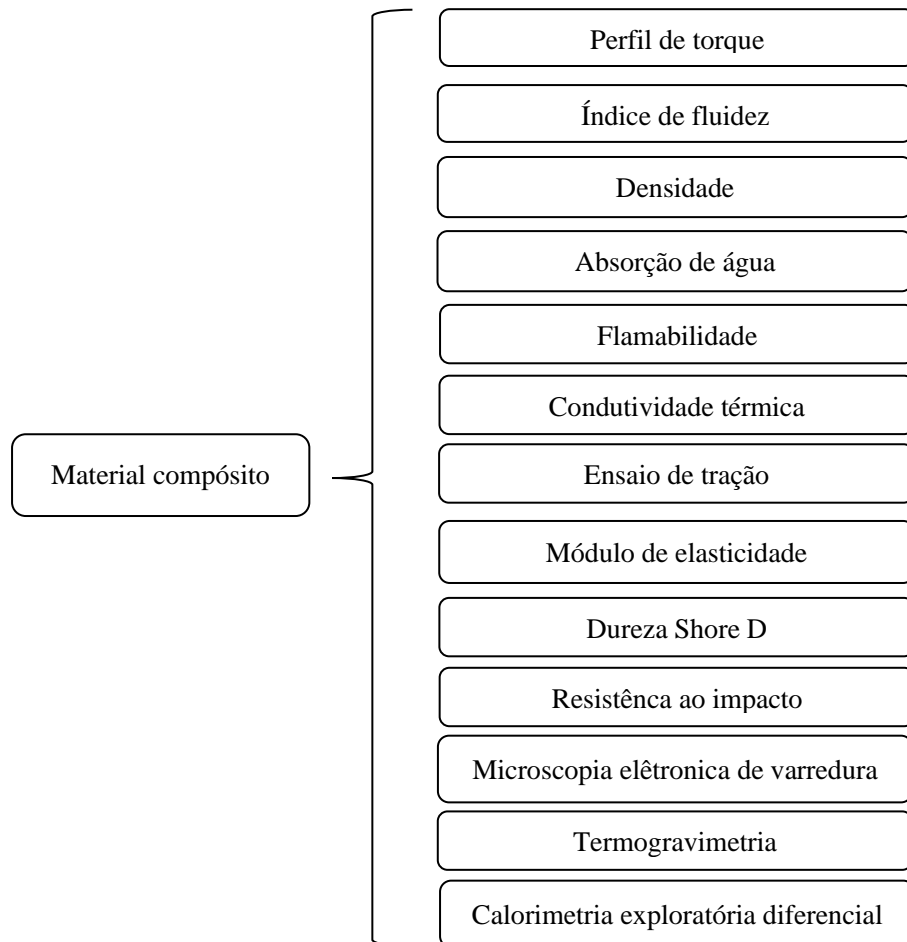 Perfil de torque
Índice de fluidez
Densidade
Absorção de água
Flamabilidade
Condutividade térmica
Material compósito
Ensaio de tração
Módulo de elasticidade
Dureza Shore D
Resistênca ao impacto
Microscopia elêtronica de varredura
Termogravimetria
Calorimetria exploratória diferencial